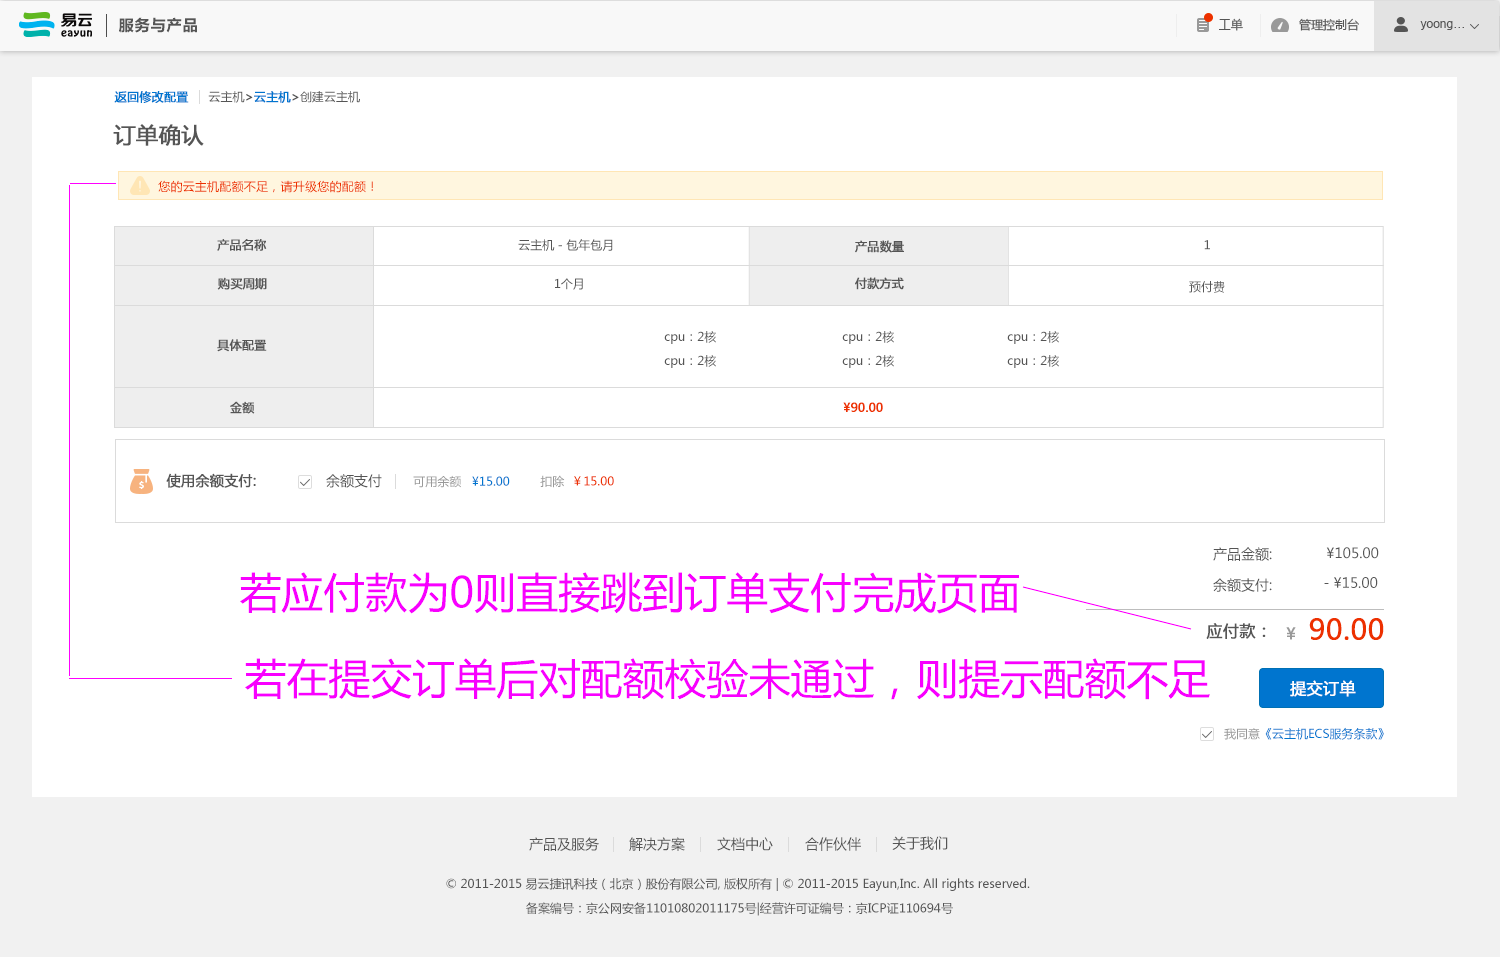 易云
eayun
服务与产品
工单
管理控制台
yoong...
返回修改配置 云主机>云主机>创建云主机
订单确认
您的云主机配额不足，请升级您的配额！
产品名称 云主机 - 包年包月 产品数量 1
购买周期 1个月 付款方式 预付费
具体配置
cpu：2核 cpu：2核 cpu：2核
cpu：2核 cpu：2核 cpu：2核
金额 ¥90.00
使用余额支付: 余额支付 可用余额 ¥15.00 扣除 ¥ 15.00
产品金额: ¥105.00
余额支付: - ¥15.00
若应付款为0则直接跳到订单支付完成页面
应付款： ¥ 90.00
若在提交订单后对配额校验未通过，则提示配额不足
提交订单
我同意《云主机ECS服务条款》
产品及服务 解决方案 文档中心 合作伙伴 关于我们
© 2011-2015 易云捷讯科技（北京）股份有限公司, 版权所有 | © 2011-2015 Eayun,Inc. All rights reserved.
备案编号：京公网安备11010802011175号|经营许可证编号：京ICP证110694号